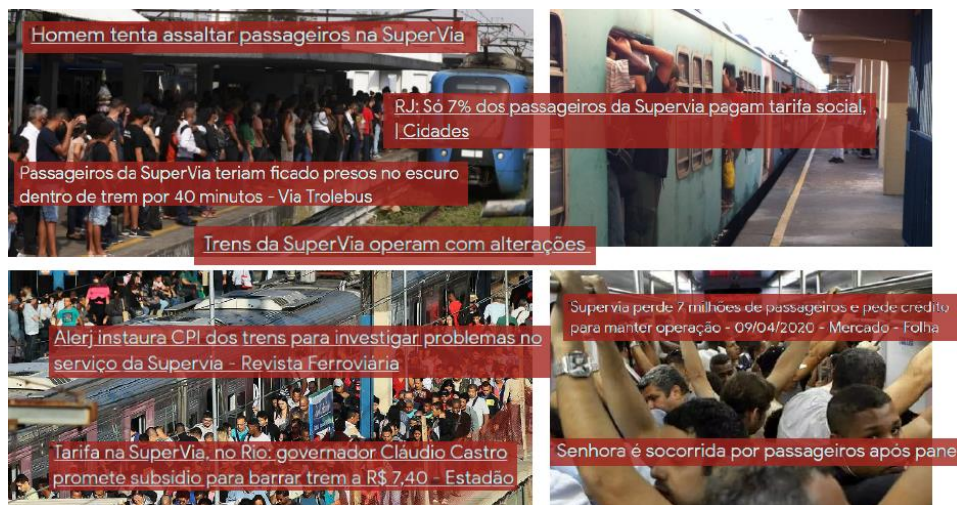 Homem tenta assaltar passageiros na SuperVia
RJ: Só 7% dos passageiros da Supervia pagam tarifa social,
| Cidades
Passageiros da SuperVia teriam ficado presos no escuro
dentro de trem por 40 minutos - Via Trolebus
Trens da SuperVia operam com alterações
Alerj instaura CPI dos trens para investigar problemas no
serviço da Supervia - Revista Ferroviária
Supervia perde 7 milhões de passageiros e pede crédito
para manter operação - 09/04/2020 - Mercado - Folha
Tarifa na SuperVia, no Rio: governador Cláudio Castro
promete subsídio para barrar trem a R$ 7,40 - Estadão
Senhora é socorrida por passageiros após pane